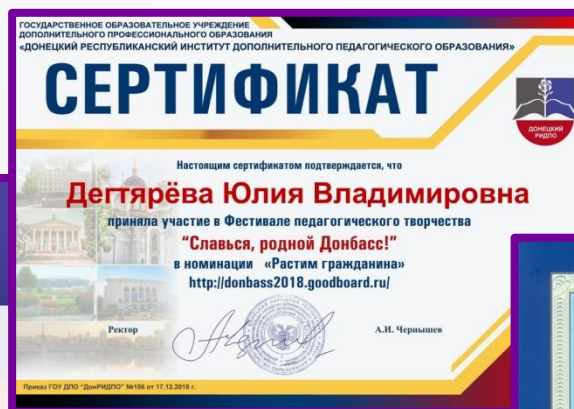 ГОСУДАРСТВЕННОЕ ОБРАЗОВАТЕЛЬНОЕ УЧРЕЖДЕНИЕ
ДОПОЛНИТЕЛЬНОГО ПРОФЕССИОНАЛЬНОГО ОБРАЗОВАНИЯ
«ДОНЕЦКИЙ РЕСПУБЛИКАНСКИЙ ИНСТИТУТ ДОПОЛНИТЕЛЬНОГО ПЕДАГОГИЧЕСКОГО ОБРАЗОВАНИЯ»
СЕРТИФИКАТ
ДОНЕЦКИЙ
РИДПО
Настоящим сертификатом подтверждается, что
Дегтярёва Юлия Владимировна
приняла участие в Фестивале педагогического творчества
“Славься, родной Донбасс!”
в номинации «Растим гражданина»
http://donbass2018.goodboard.ru/
Ректор
А.И. Чернышев
Приказ ГОУ ДПО “ДонРИДПО” №106 от 17.12.2018 г.